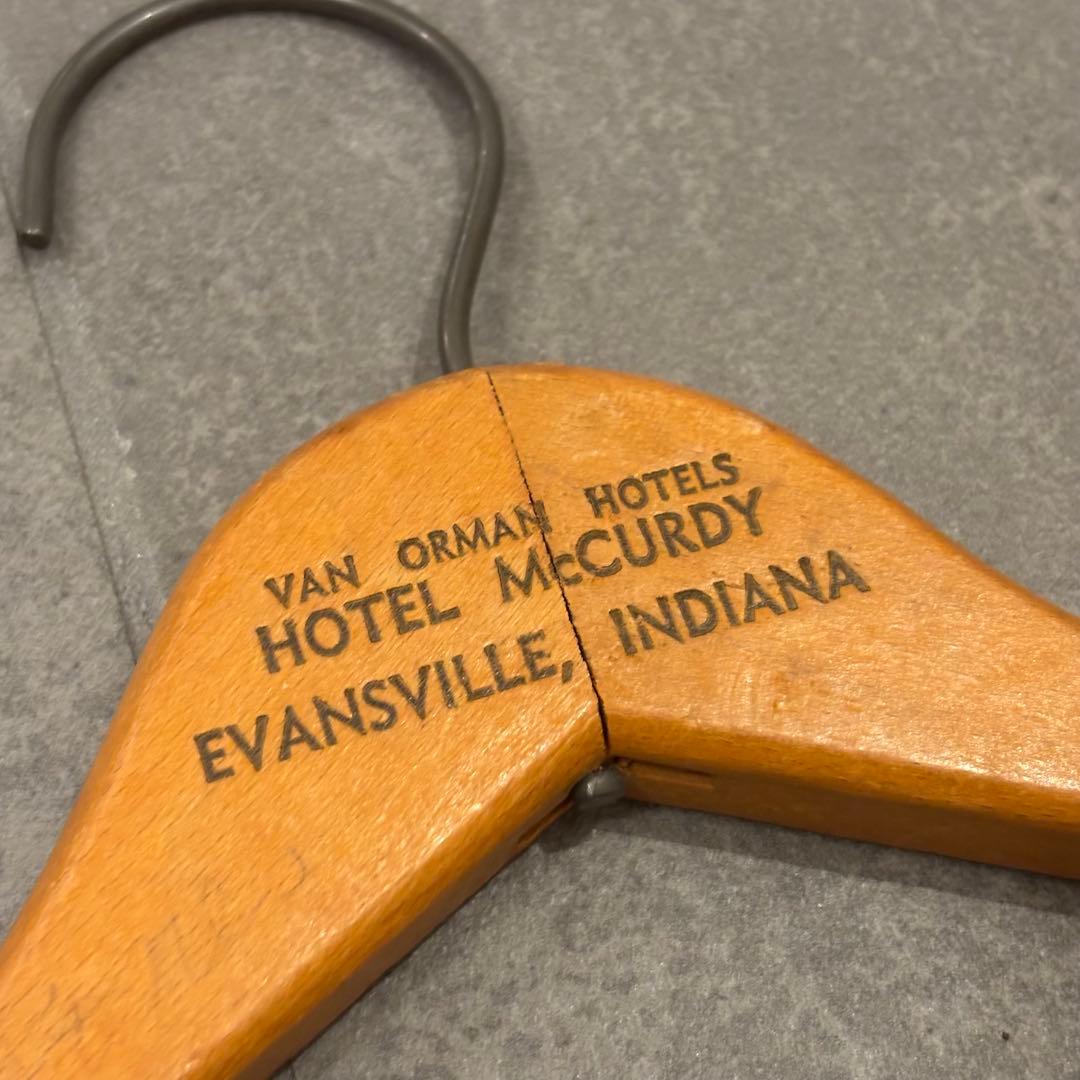 VAN ORMAN HOTELS
HOTEL McCURDY
EVANSVILLE, INDIANA